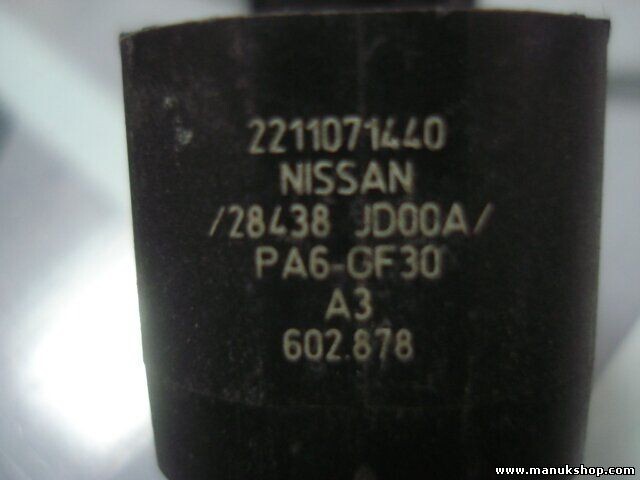 2211071440
NISSAN
/28438 JD00A/
PA6-GF30
A3
602.878
www.manukshop.com